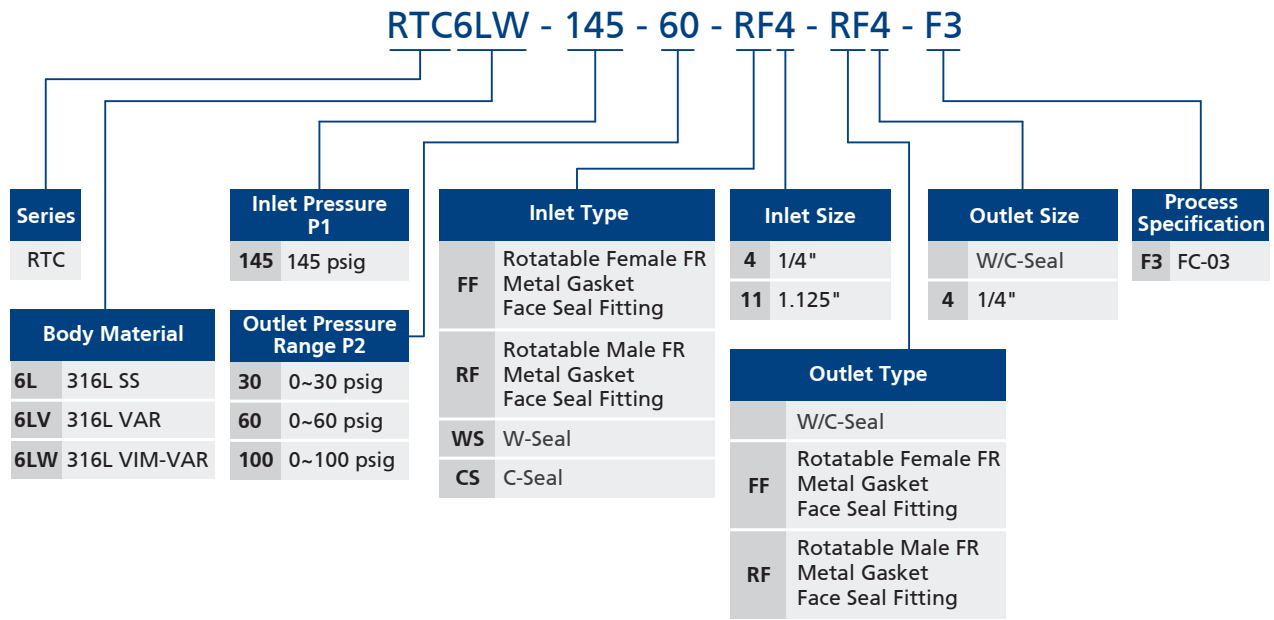 RTC6LW - 145 - 60 - RF4 - RF4 - F3
Series
RTC
Body Material
6L 316L SS
6LV 316L VAR
6LW 316L VIM-VAR
Inlet Pressure
P1
145 145 psig
Outlet Pressure
Range P2
30 0~30 psig
60 0~60 psig
100 0~100 psig
Inlet Type
FF Rotatable Female FR
Metal Gasket
Face Seal Fitting
RF Rotatable Male FR
Metal Gasket
Face Seal Fitting
WS W-Seal
CS C-Seal
Inlet Size
4 1/4"
11 1.125"
Outlet Type
W/C-Seal
FF Rotatable Female FR
Metal Gasket
Face Seal Fitting
RF Rotatable Male FR
Metal Gasket
Face Seal Fitting
Outlet Size
W/C-Seal
4 1/4"
Process
Specification
F3 FC-03